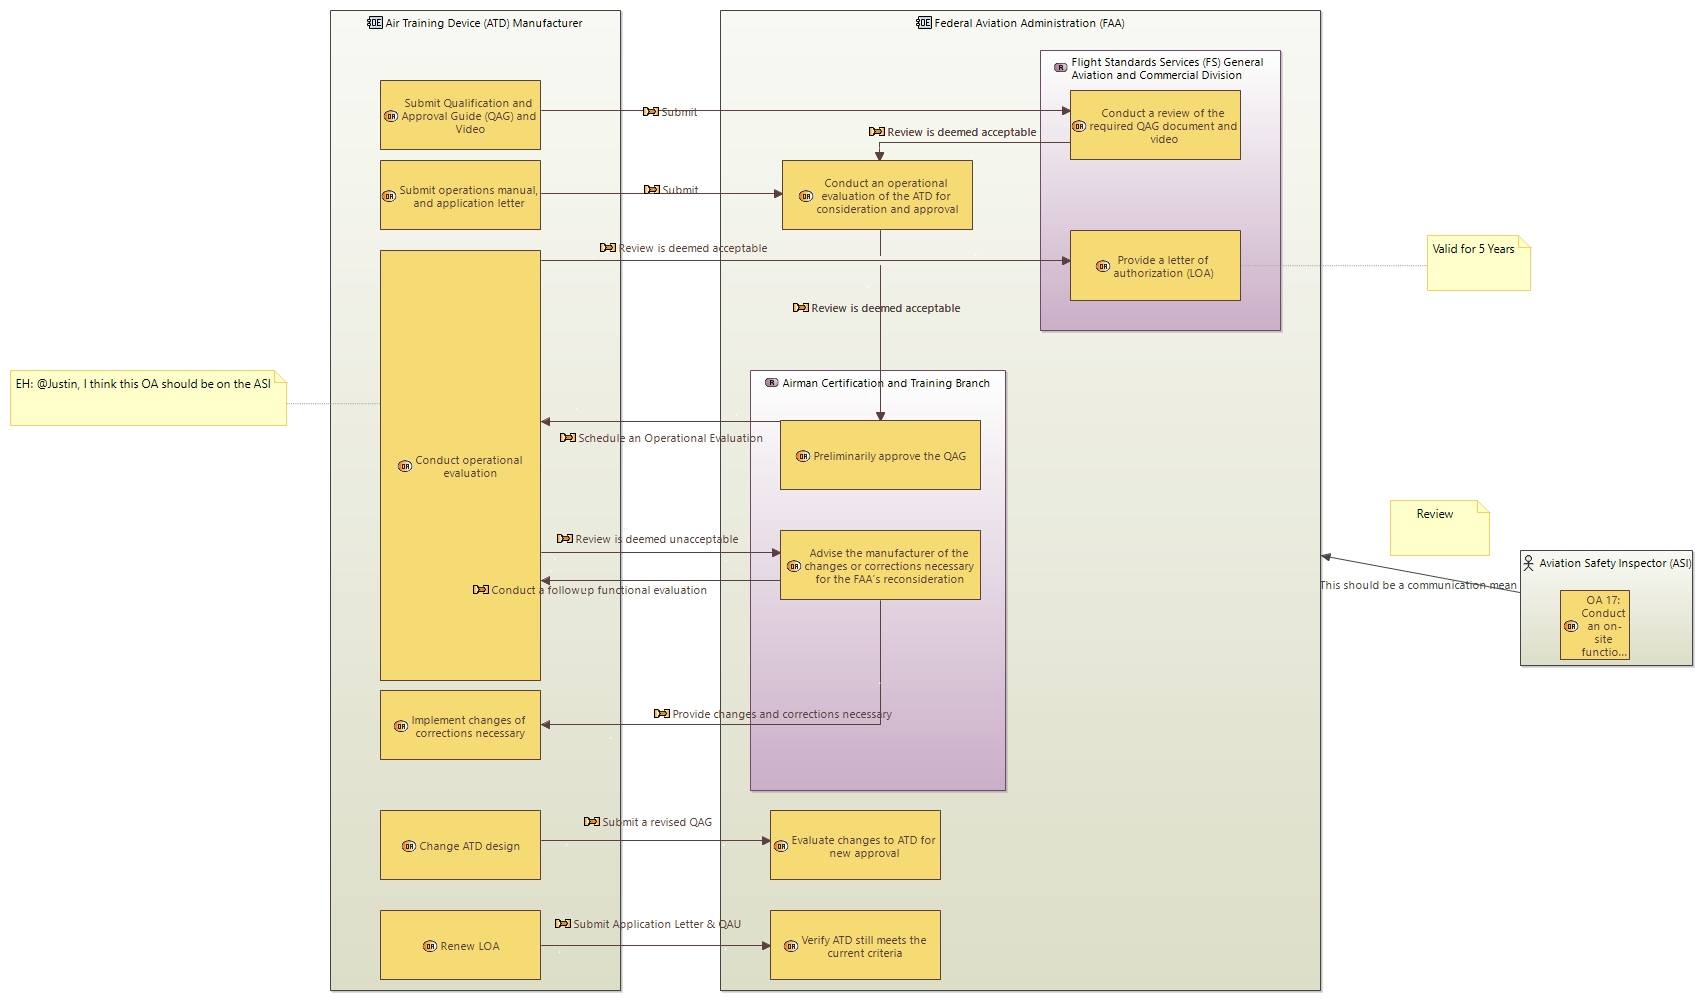 Air Training Device (ATD) Manufacturer
Federal Aviation Administration (FAA)
Flight Standards Services (FS) General
Aviation and Commercial Division
Submit Qualification and
Approval Guide (QAG) and
Video
Submit
Conduct a review of the
required QAG document and
video
Review is deemed acceptable
Submit operations manual,
and application letter
Submit
Conduct an operational
evaluation of the ATD for
consideration and approval
Review is deemed acceptable
Provide a letter of
authorization (LOA)
Valid for 5 Years
Review is deemed acceptable
EH: @Justin, I think this OA should be on the ASI
Airman Certification and Training Branch
Schedule an Operational Evaluation
Preliminarily approve the QAG
Conduct operational
evaluation
Review is deemed unacceptable
Advise the manufacturer of the
changes or corrections necessary
for the FAA's reconsideration
Conduct a followup functional evaluation
Review
Aviation Safety Inspector (ASI)
This should be a communication mean
OA 17:
Conduct
an on-
site
functio...
Implement changes of
corrections necessary
Provide changes and corrections necessary
Change ATD design
Submit a revised QAG
Evaluate changes to ATD for
new approval
Renew LOA
Submit Application Letter & QAU
Verify ATD still meets the
current criteria